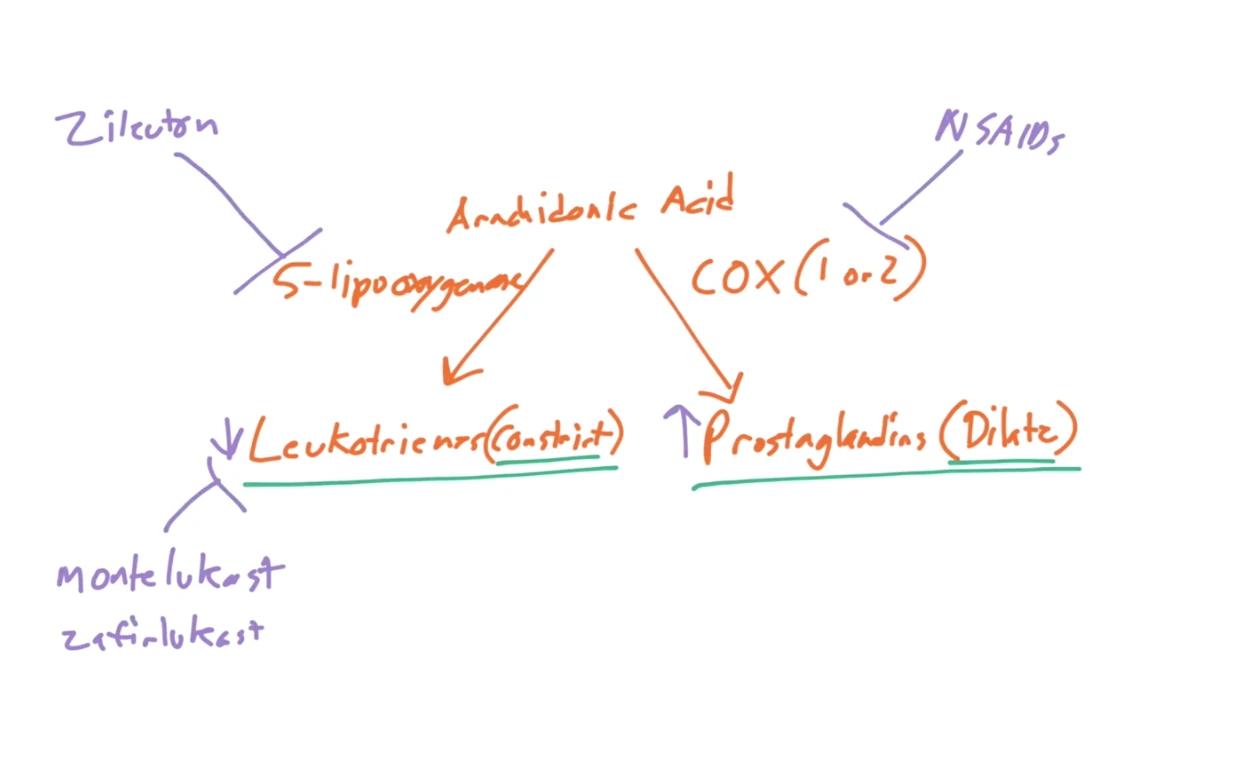 Zileuton
NSAIDs
Arachidonic Acid
5-lipooxygenase
COX (1 or 2)
↓ Leukotrienes (Constrict)
↑ Prostaglandins (Dilate)
montelukast
zafirlukast